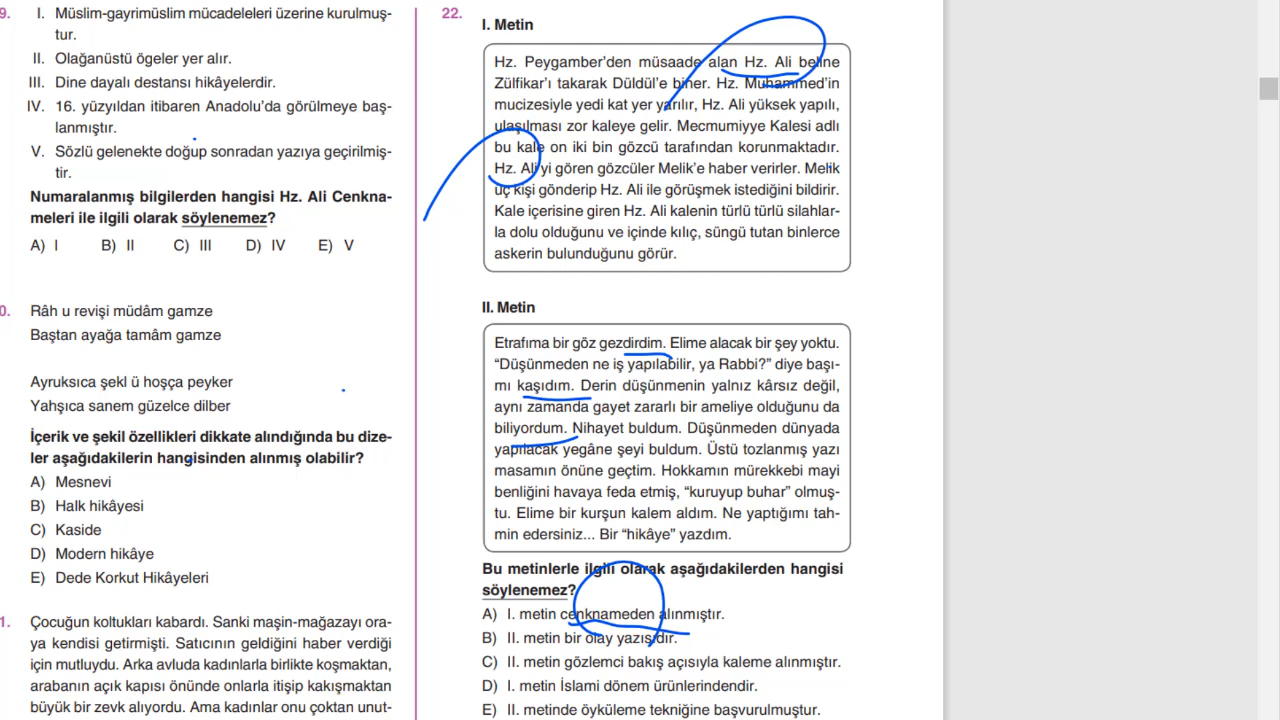 9.
I. Müslim-gayrimüslim mücadeleleri üzerine kurulmuş-
tur.
II. Olağanüstü ögeler yer alır.
III. Dine dayalı destansı hikâyelerdir.
IV. 16. yüzyıldan itibaren Anadolu’da görülmeye baş-
lanmıştır.
V. Sözlü gelenekte doğup sonradan yazıya geçirilmiş-
tir.
Numaralanmış bilgilerden hangisi Hz. Ali Cenkna-
meleri ile ilgili olarak söylenemez?
A) I B) II C) III D) IV E) V
0.
Râh u revişi müdâm gamze
Baştan ayağa tamâm gamze
Ayruksıca şekl ü hoşça peyker
Yahşıca sanem güzelce dilber
İçerik ve şekil özellikleri dikkate alındığında bu dize-
ler aşağıdakilerin hangisinden alınmış olabilir?
A) Mesnevi
B) Halk hikâyesi
C) Kaside
D) Modern hikâye
E) Dede Korkut Hikâyeleri
1.
Çocuğun koltukları kabardı. Sanki maşin-mağazayı ora-
ya kendisi getirmişti. Satıcının geldiğini haber verdiği
için mutluydu. Arka avluda kadınlarla birlikte koşmaktan,
arabanın açık kapısı önünde onlarla itişip kakışmaktan
büyük bir zevk alıyordu. Ama kadınlar onu çoktan unut-
22.
I. Metin
Hz. Peygamber’den müsaade alan Hz. Ali beline
Zülfikar’ı takarak Düldül’e biner. Hz. Muhammed’in
mucizesiyle yedi kat yer yarılır, Hz. Ali yüksek yapılı,
ulaşılması zor kaleye gelir. Mecmumiyye Kalesi adlı
bu kale on iki bin gözcü tarafından korunmaktadır.
Hz. Ali’yi gören gözcüler Melik’e haber verirler. Melik
üç kişi gönderip Hz. Ali ile görüşmek istediğini bildirir.
Kale içerisine giren Hz. Ali kalenin türlü türlü silahlar-
la dolu olduğunu ve içinde kılıç, süngü tutan binlerce
askerin bulunduğunu görür.
II. Metin
Etrafıma bir göz gezdirdim. Elime alacak bir şey yoktu.
“Düşünmeden ne iş yapılabilir, ya Rabbi?” diye başı-
mı kaşıdım. Derin düşünmenin yalnız kârsız değil,
aynı zamanda gayet zararlı bir ameliye olduğunu da
biliyordum. Nihayet buldum. Düşünmeden dünyada
yapılacak yegâne şeyi buldum. Üstü tozlanmış yazı
masamın önüne geçtim. Hokkamın mürekkebi mayi
benliğini havaya feda etmiş, “kuruyup buhar” olmuş-
tu. Elime bir kurşun kalem aldım. Ne yaptığımı tah-
min edersiniz... Bir “hikâye” yazdım.
Bu metinlerle ilgili olarak aşağıdakilerden hangisi
söylenemez?
A) I. metin cenknameden alınmıştır.
B) II. metin bir olay yazısıdır.
C) II. metin gözlemci bakış açısıyla kaleme alınmıştır.
D) I. metin İslami dönem ürünlerindendir.
E) II. metinde öyküleme tekniğine başvurulmuştur.